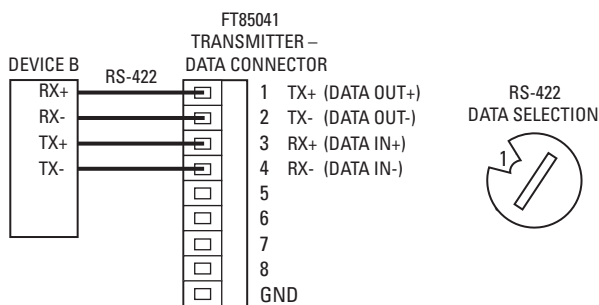 FT85041
TRANSMITTER –
DATA CONNECTOR
DEVICE B
RS-422
RX+
RX-
TX+
TX-
1 TX+ (DATA OUT+)
2 TX- (DATA OUT-)
3 RX+ (DATA IN+)
4 RX- (DATA IN-)
5
6
7
8
GND
RS-422
DATA SELECTION
1